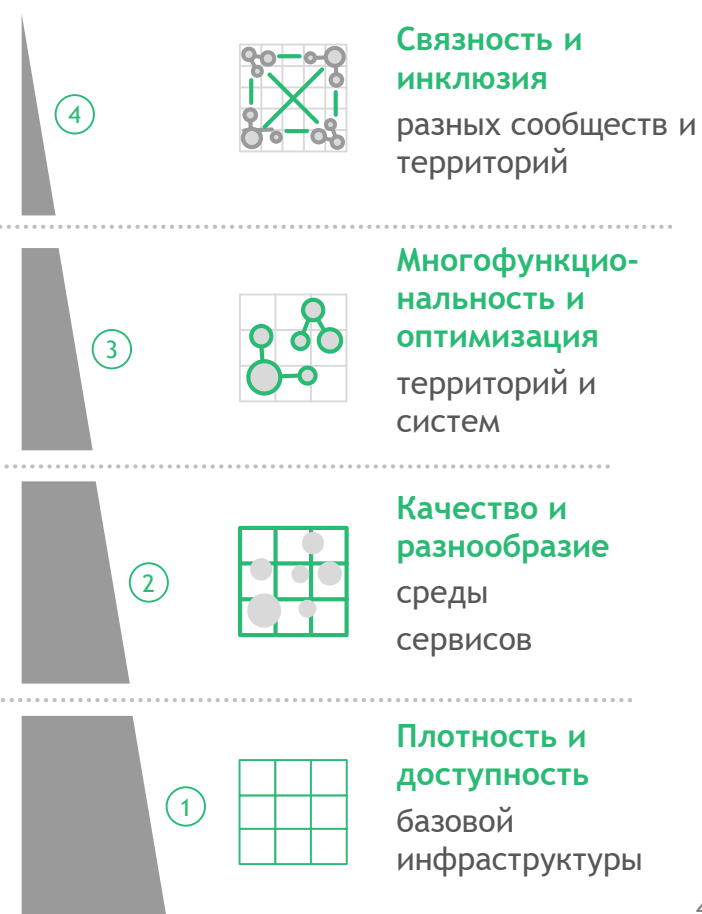 Связность и
инклюзия
разных сообществ и
территорий
4
Многофункцио-
нальность и
оптимизация
территорий и
систем
3
Качество и
разнообразие
среды
сервисов
2
Плотность и
доступность
базовой
инфраструктуры
1